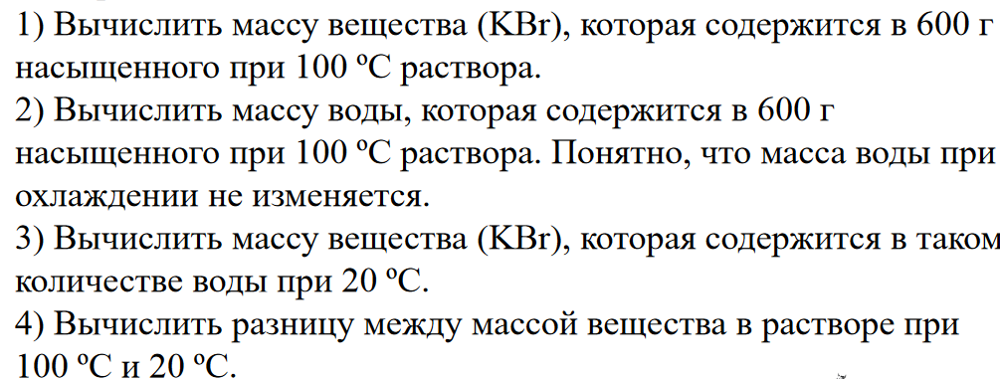 1) Вычислить массу вещества (KBr), которая содержится в 600 г
насыщенного при 100 ºС раствора.
2) Вычислить массу воды, которая содержится в 600 г
насыщенного при 100 ºС раствора. Понятно, что масса воды при
охлаждении не изменяется.
3) Вычислить массу вещества (KBr), которая содержится в таком
количестве воды при 20 ºС.
4) Вычислить разницу между массой вещества в растворе при
100 ºС и 20 ºС.